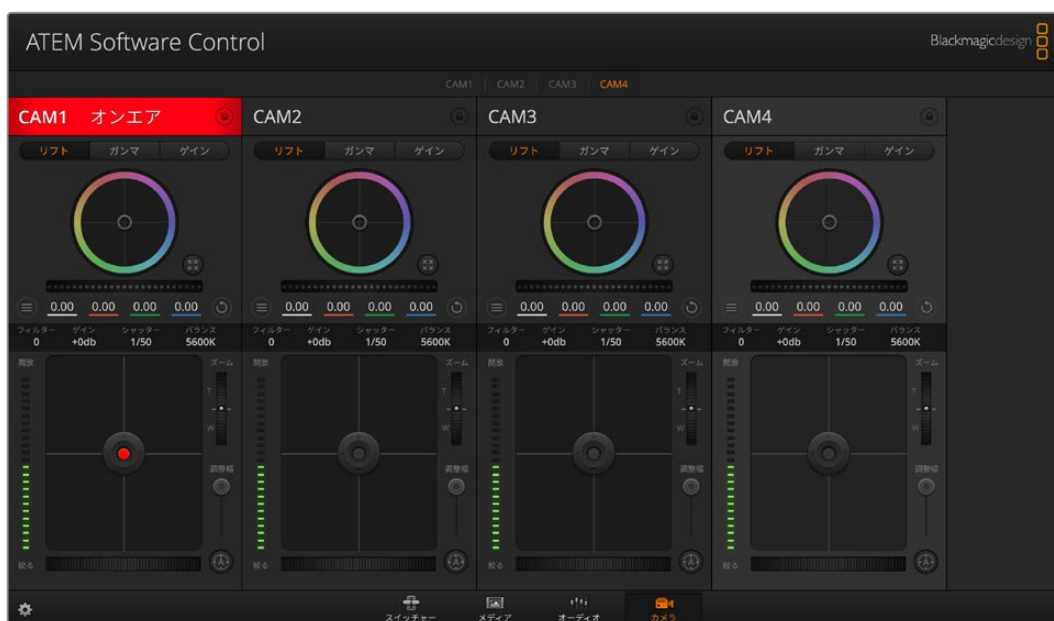 ATEM Software Control
Blackmagicdesign
CAM1 CAM2 CAM3 CAM4
CAM1 オンエア CAM2 CAM3 CAM4
リフト ガンマ ゲイン リフト ガンマ ゲイン リフト ガンマ ゲイン リフト ガンマ ゲイン
0.00 0.00 0.00 0.00 0.00 0.00 0.00 0.00 0.00 0.00 0.00 0.00 0.00 0.00 0.00 0.00
フィルター ゲイン シャッター バランス フィルター ゲイン シャッター バランス フィルター ゲイン シャッター バランス フィルター ゲイン シャッター バランス
0 +0db 1/50 5600K 0 +0db 1/50 5600K 0 +0db 1/50 5600K 0 +0db 1/50 5600K
開放 ズーム 開放 ズーム 開放 ズーム 開放 ズーム
T T T T
W W W W
調整幅 調整幅 調整幅 調整幅
絞る A 絞る A 絞る A 絞る A
スイッチャー メディア オーディオ カメラ